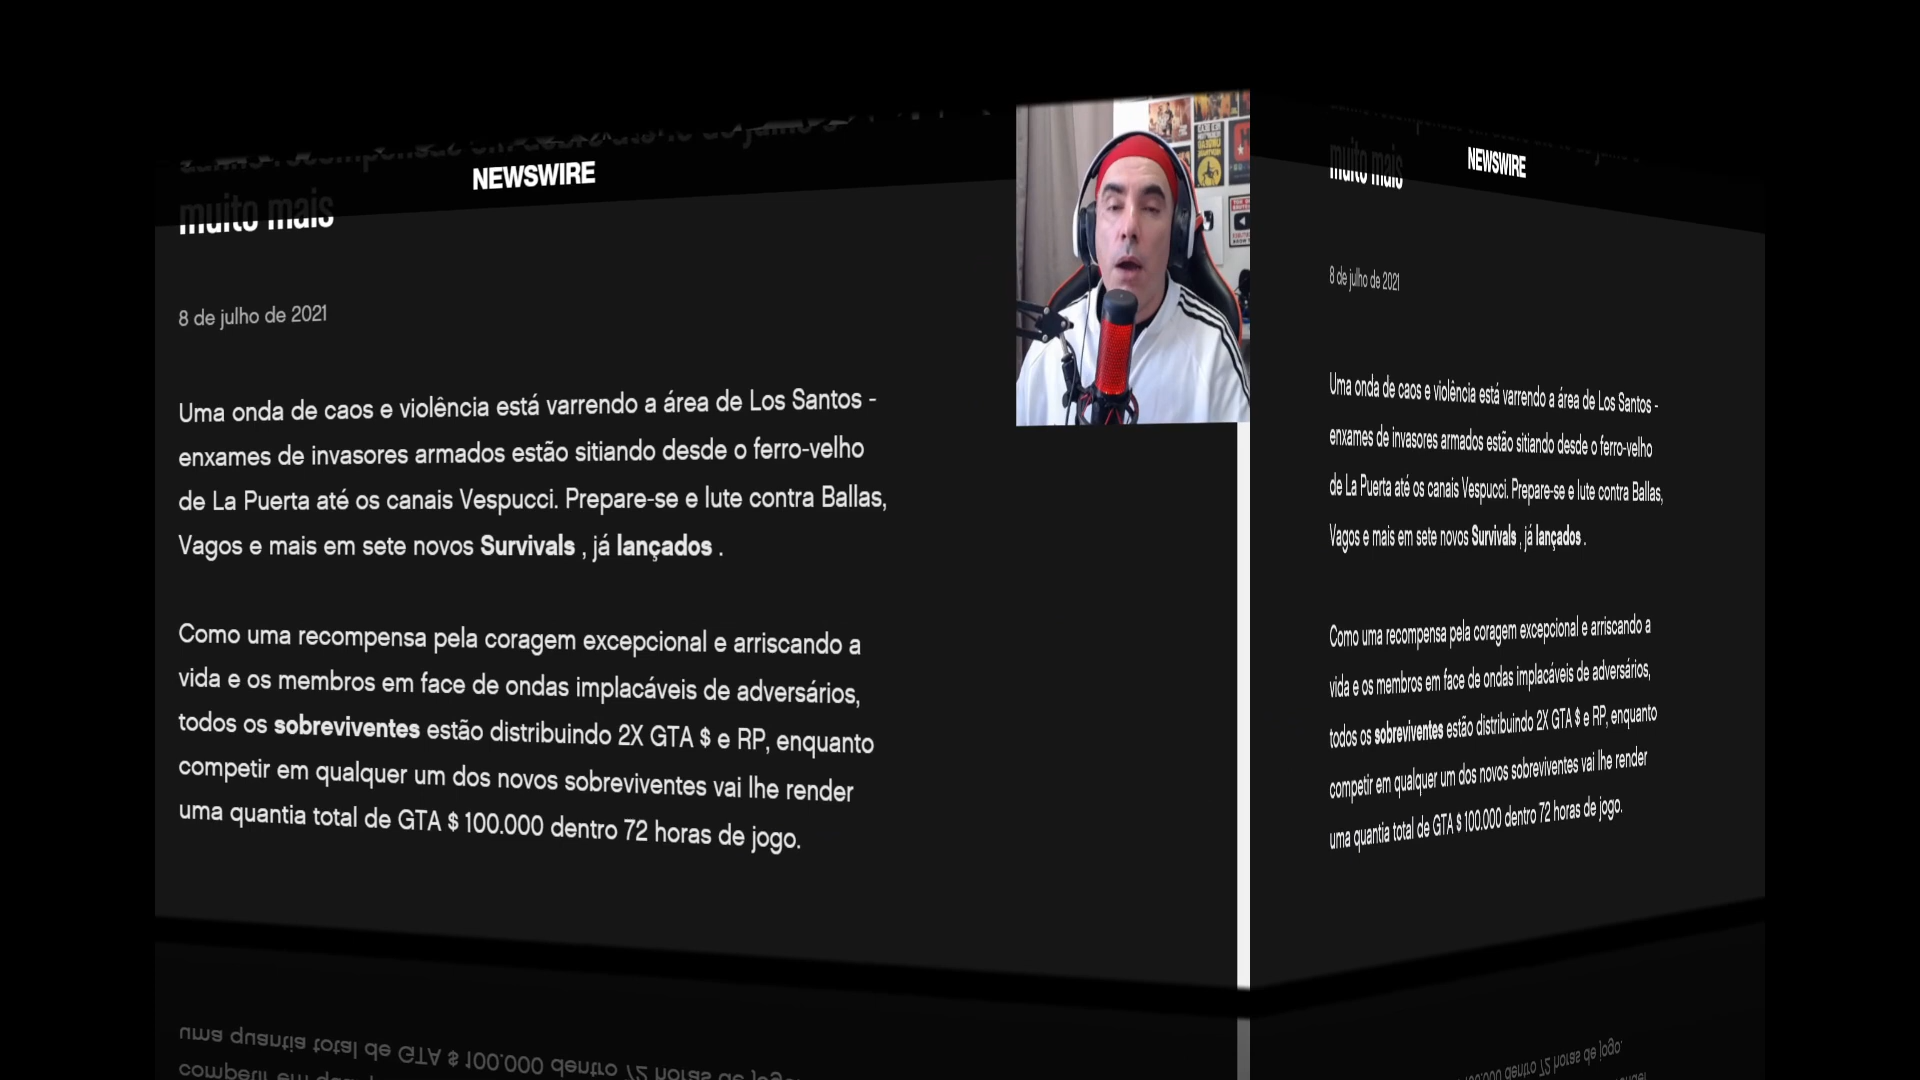 NEWSWIRE
muito mais
8 de julho de 2021
Uma onda de caos e violência está varrendo a área de Los Santos -
enxames de invasores armados estão sitiando desde o ferro-velho
de La Puerta até os canais Vespucci. Prepare-se e lute contra Ballas,
Vagos e mais em sete novos Survivals , já lançados .
Como uma recompensa pela coragem excepcional e arriscando a
vida e os membros em face de ondas implacáveis de adversários,
todos os sobreviventes estão distribuindo 2X GTA $ e RP, enquanto
competir em qualquer um dos novos sobreviventes vai lhe render
uma quantia total de GTA $ 100.000 dentro 72 horas de jogo.
NEWSWIRE
muito mais
8 de julho de 2021
Uma onda de caos e violência está varrendo a área de Los Santos -
enxames de invasores armados estão sitiando desde o ferro-velho
de La Puerta até os canais Vespucci. Prepare-se e lute contra Ballas,
Vagos e mais em sete novos Survivals , já lançados .
Como uma recompensa pela coragem excepcional e arriscando a
vida e os membros em face de ondas implacáveis de adversários,
todos os sobreviventes estão distribuindo 2X GTA $ e RP, enquanto
competir em qualquer um dos novos sobreviventes vai lhe render
uma quantia total de GTA $ 100.000 dentro 72 horas de jogo.